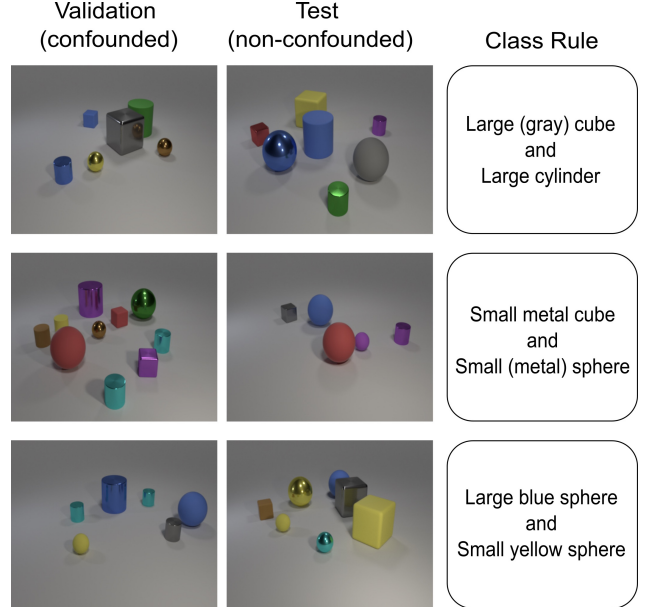 Validation
(confounded)
Test
(non-confounded)
Class Rule
Large (gray) cube
and
Large cylinder
Small metal cube
and
Small (metal) sphere
Large blue sphere
and
Small yellow sphere